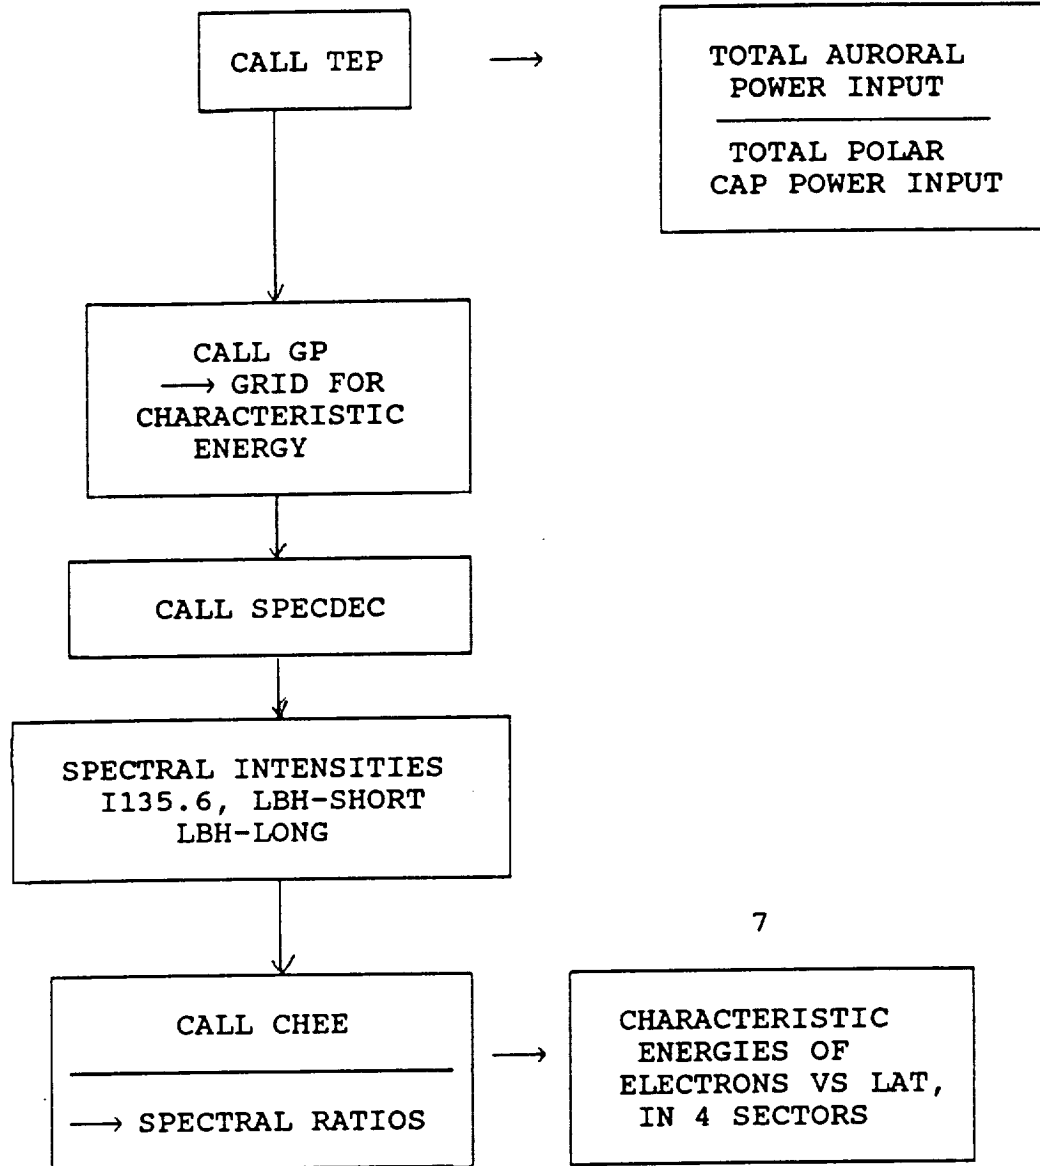 CALL TEP
⟶
TOTAL AURORAL
POWER INPUT
TOTAL POLAR
CAP POWER INPUT
CALL GP
⟶ GRID FOR
CHARACTERISTIC
ENERGY
CALL SPECDEC
SPECTRAL INTENSITIES
I135.6, LBH-SHORT
LBH-LONG
7
CALL CHEE
⟶ SPECTRAL RATIOS
⟶
CHARACTERISTIC
ENERGIES OF
ELECTRONS VS LAT,
IN 4 SECTORS